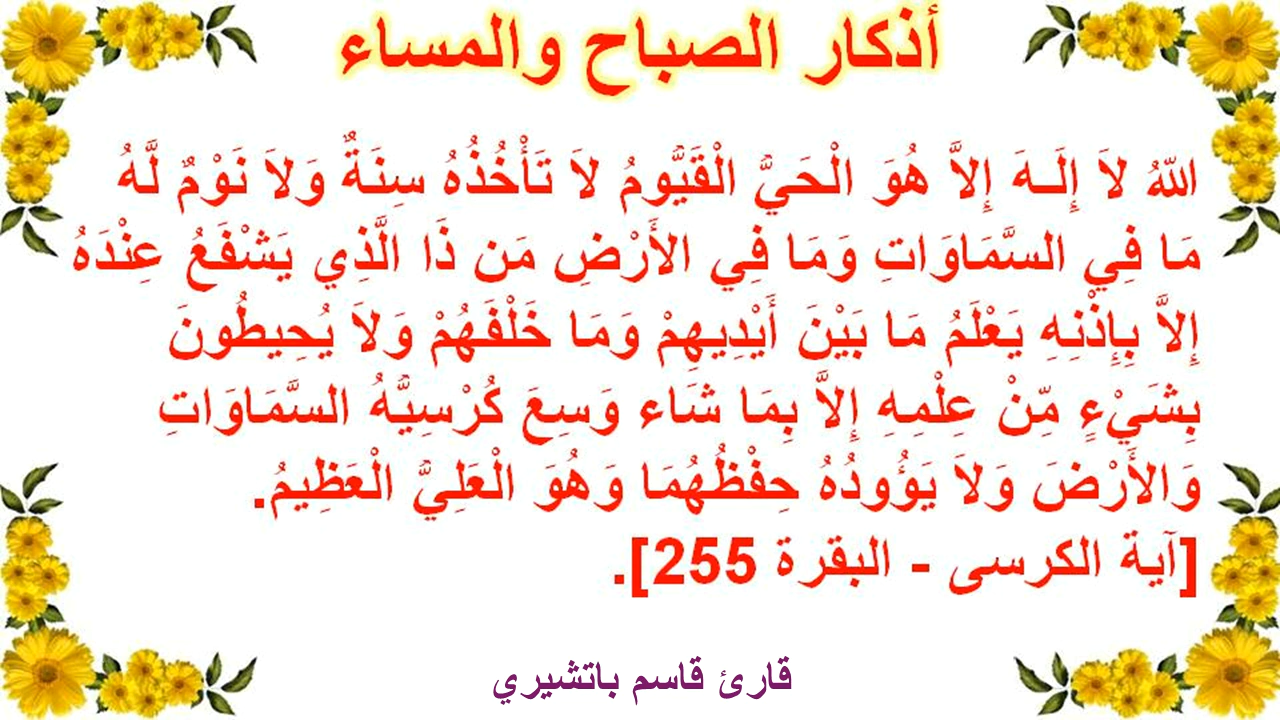 أذكار الصباح والمساء
اللّهُ لاَ إِلَـهَ إِلاَّ هُوَ الْحَيُّ الْقَيُّومُ لاَ تَأْخُذُهُ سِنَةٌ وَلاَ نَوْمٌ لَّهُ
مَا فِي السَّمَاوَاتِ وَمَا فِي الأَرْضِ مَن ذَا الَّذِي يَشْفَعُ عِنْدَهُ
إِلاَّ بِإِذْنِهِ يَعْلَمُ مَا بَيْنَ أَيْدِيهِمْ وَمَا خَلْفَهُمْ وَلاَ يُحِيطُونَ
بِشَيْءٍ مِّنْ عِلْمِهِ إِلاَّ بِمَا شَاء وَسِعَ كُرْسِيُّهُ السَّمَاوَاتِ
وَالأَرْضَ وَلاَ يَؤُودُهُ حِفْظُهُمَا وَهُوَ الْعَلِيُّ الْعَظِيمُ.
[آية الكرسى - البقرة 255].
قارئ قاسم باتشيري